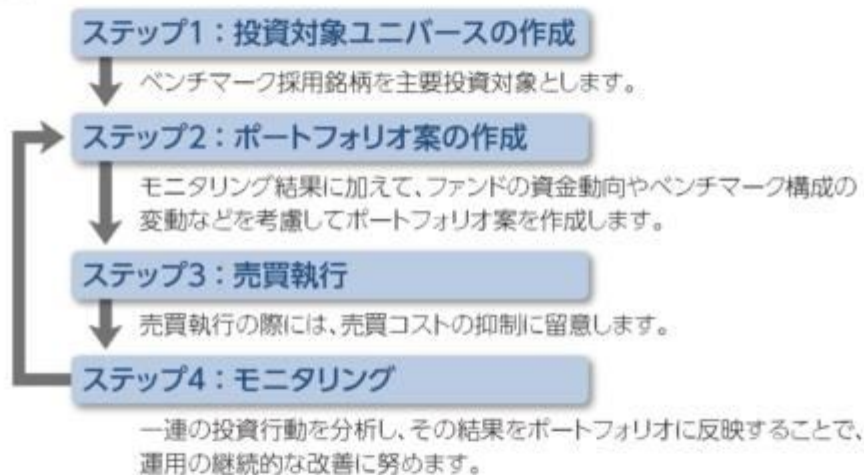 ステップ1：投資対象ユニバースの作成
ベンチマーク採用銘柄を主要投資対象とします。
ステップ2：ポートフォリオ案の作成
モニタリング結果に加えて、ファンドの資金動向やベンチマーク構成の
変動などを考慮してポートフォリオ案を作成します。
ステップ3：売買執行
売買執行の際には、売買コストの抑制に留意します。
ステップ4：モニタリング
一連の投資行動を分析し、その結果をポートフォリオに反映することで、
運用の継続的な改善に努めます。